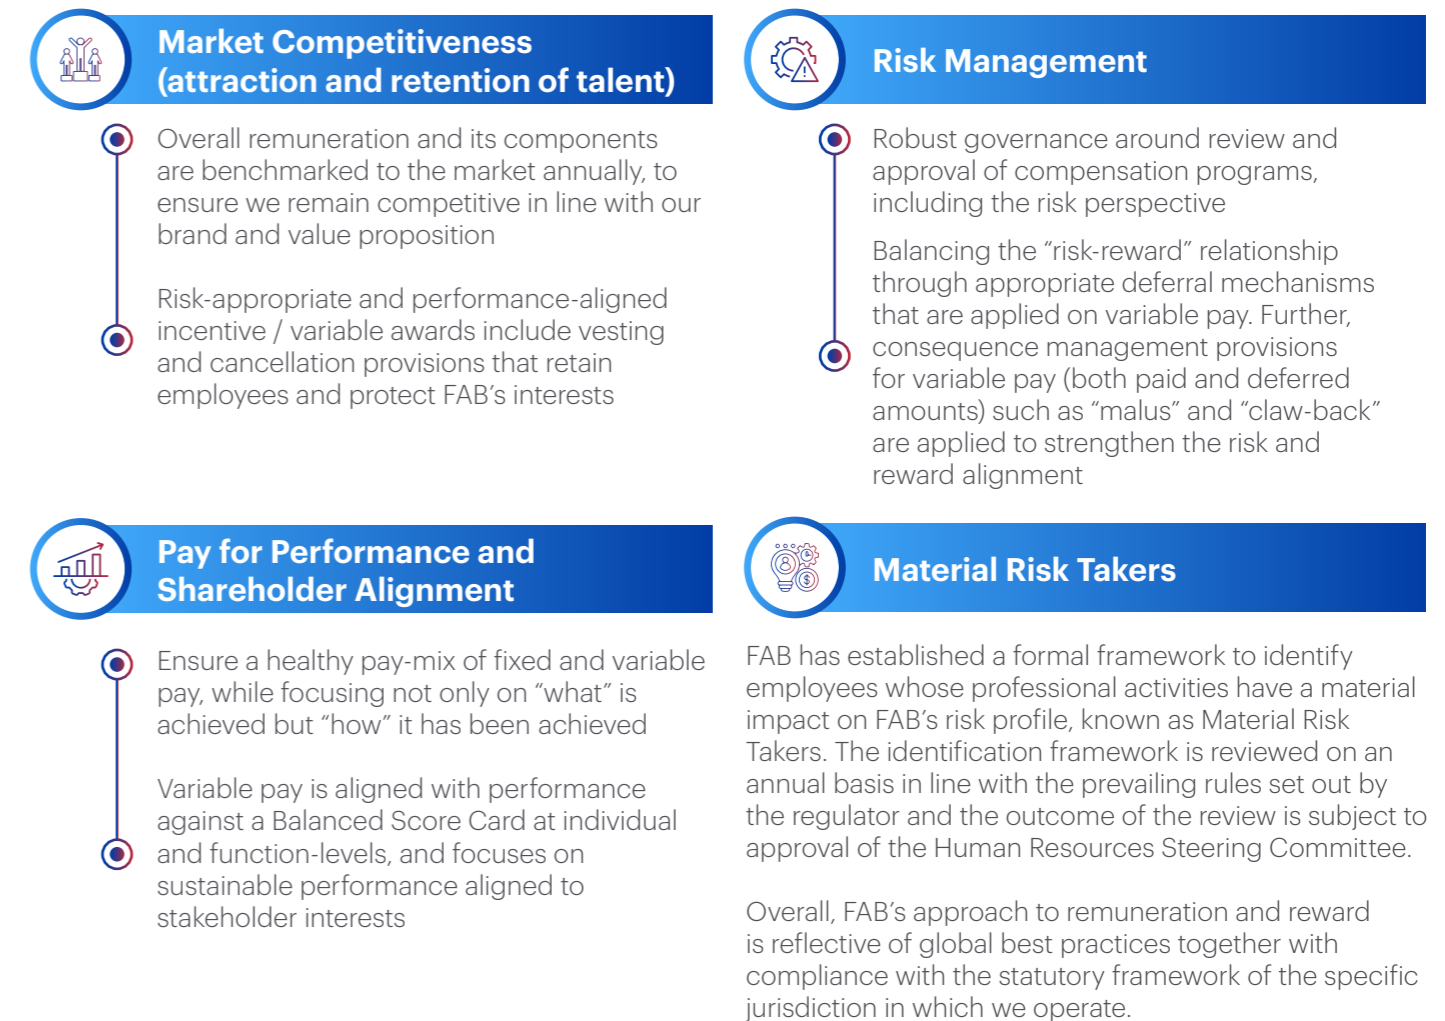 Market Competitiveness
(attraction and retention of talent)
Overall remuneration and its components
are benchmarked to the market annually, to
ensure we remain competitive in line with our
brand and value proposition
Risk-appropriate and performance-aligned
incentive / variable awards include vesting
and cancellation provisions that retain
employees and protect FAB’s interests
Risk Management
Robust governance around review and
approval of compensation programs,
including the risk perspective
Balancing the “risk-reward” relationship
through appropriate deferral mechanisms
that are applied on variable pay. Further,
consequence management provisions
for variable pay (both paid and deferred
amounts) such as “malus” and “claw-back”
are applied to strengthen the risk and
reward alignment
Pay for Performance and
Shareholder Alignment
Ensure a healthy pay-mix of fixed and variable
pay, while focusing not only on “what” is
achieved but “how” it has been achieved
Variable pay is aligned with performance
against a Balanced Score Card at individual
and function-levels, and focuses on
sustainable performance aligned to
stakeholder interests
Material Risk Takers
FAB has established a formal framework to identify
employees whose professional activities have a material
impact on FAB’s risk profile, known as Material Risk
Takers. The identification framework is reviewed on an
annual basis in line with the prevailing rules set out by
the regulator and the outcome of the review is subject to
approval of the Human Resources Steering Committee.
Overall, FAB’s approach to remuneration and reward
is reflective of global best practices together with
compliance with the statutory framework of the specific
jurisdiction in which we operate.